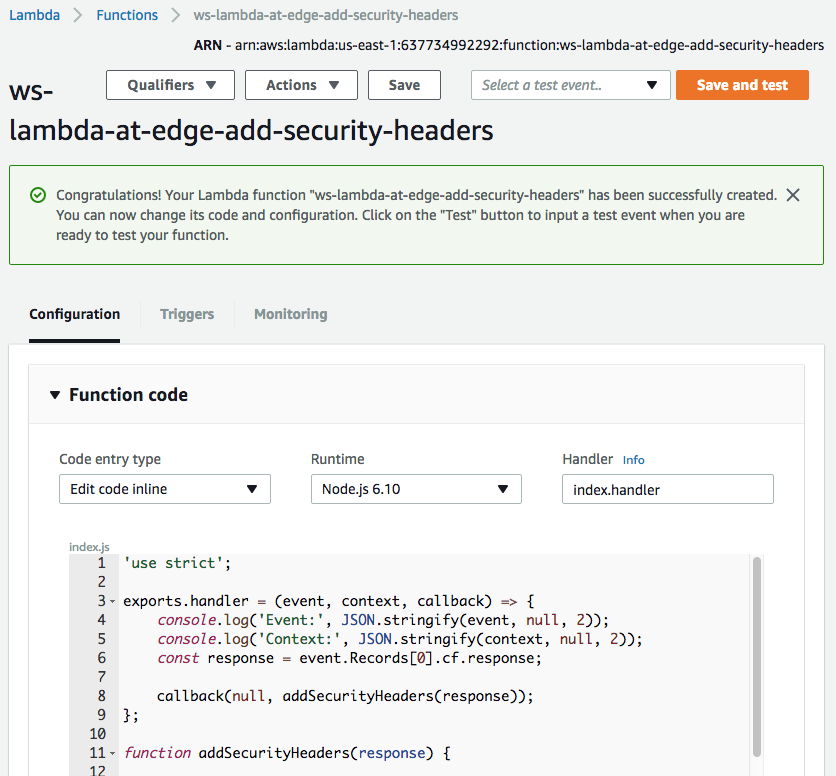 Lambda > Functions > ws-lambda-at-edge-add-security-headers
ARN - arn:aws:lambda:us-east-1:637734992292:function:ws-lambda-at-edge-add-security-headers
ws-
Qualifiers Actions Save Select a test event.. Save and test
lambda-at-edge-add-security-headers
Congratulations! Your Lambda function "ws-lambda-at-edge-add-security-headers" has been successfully created.
You can now change its code and configuration. Click on the "Test" button to input a test event when you are
ready to test your function.
Configuration Triggers Monitoring
Function code
Code entry type Runtime Handler Info
Edit code inline Node.js 6.10 index.handler
index.js
1 'use strict';
2
3 exports.handler = (event, context, callback) => {
4     console.log('Event:', JSON.stringify(event, null, 2));
5     console.log('Context:', JSON.stringify(context, null, 2));
6     const response = event.Records[0].cf.response;
7
8     callback(null, addSecurityHeaders(response));
9 };
10
11 function addSecurityHeaders(response) {
12